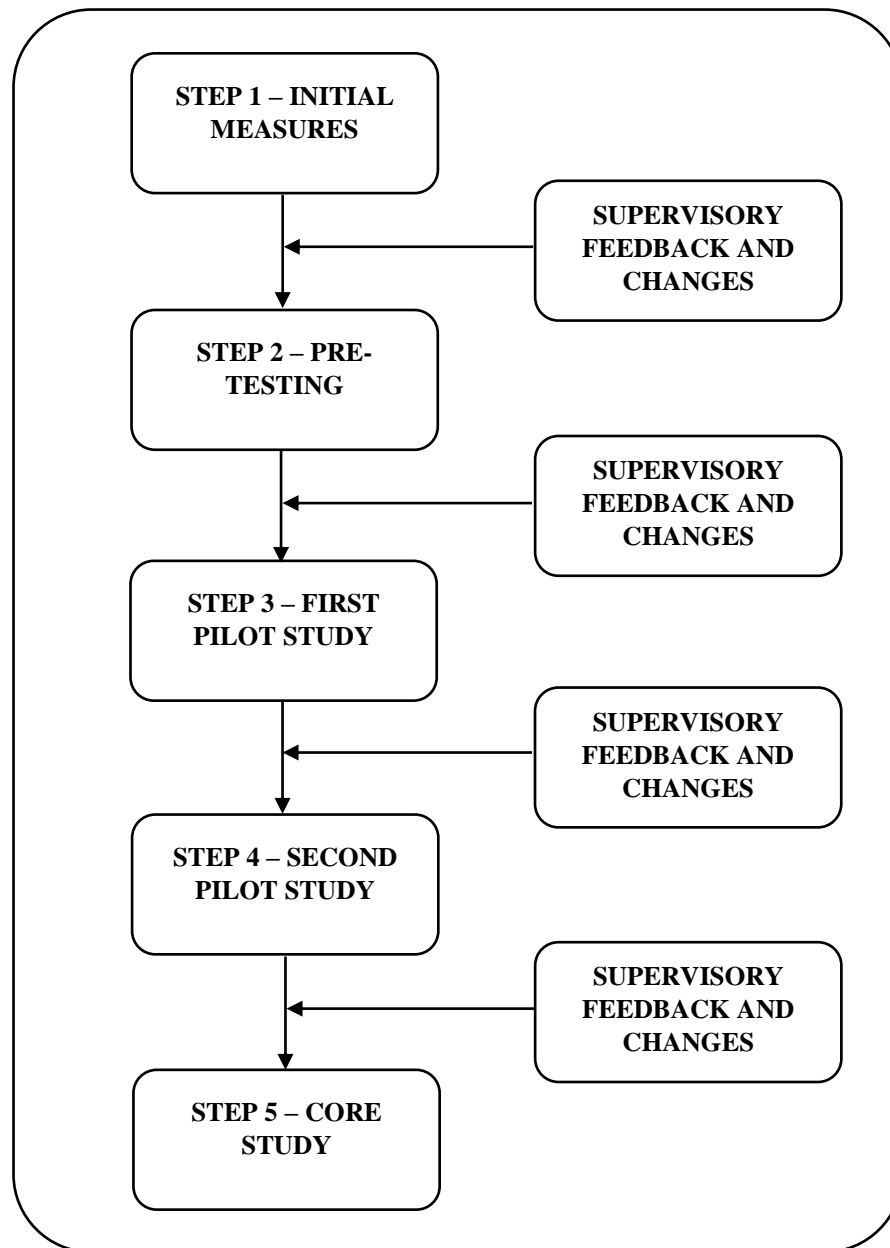 STEP 1 – INITIAL
MEASURES
SUPERVISORY
FEEDBACK AND
CHANGES
STEP 2 – PRE-
TESTING
SUPERVISORY
FEEDBACK AND
CHANGES
STEP 3 – FIRST
PILOT STUDY
SUPERVISORY
FEEDBACK AND
CHANGES
STEP 4 – SECOND
PILOT STUDY
SUPERVISORY
FEEDBACK AND
CHANGES
STEP 5 – CORE
STUDY